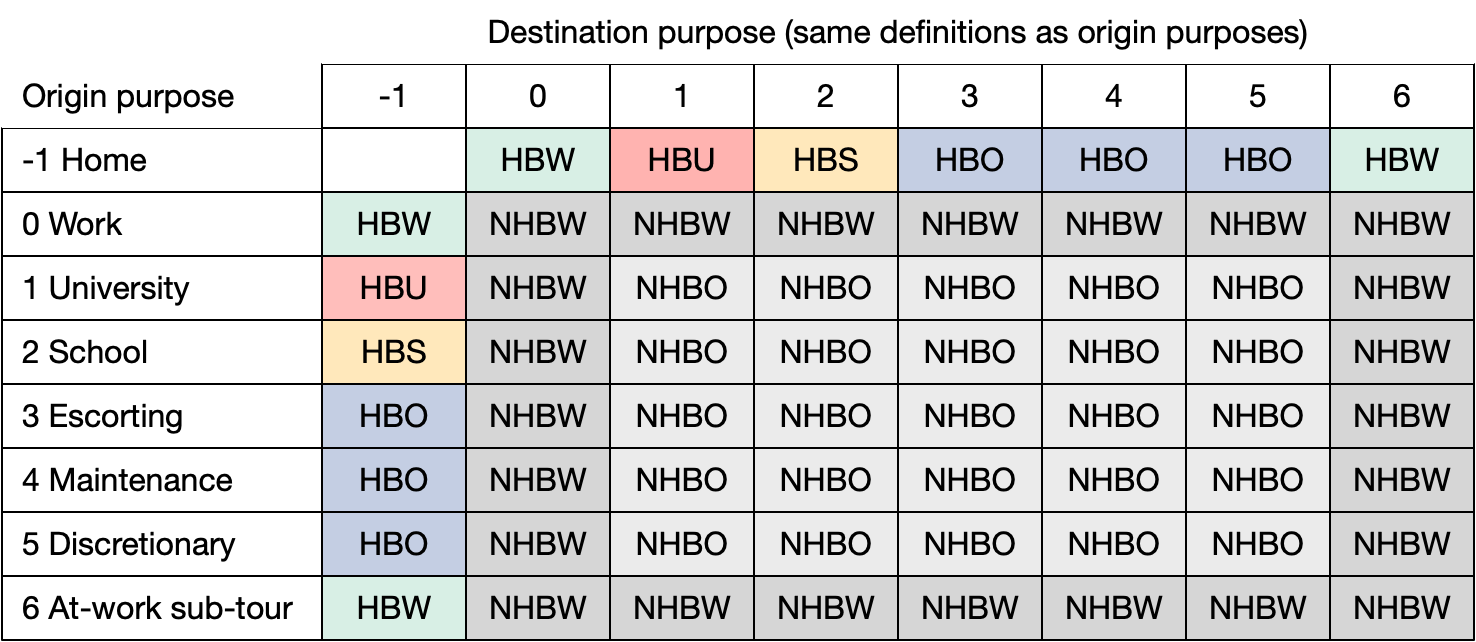 Destination purpose (same definitions as origin purposes)
Origin purpose -1 0 1 2 3 4 5 6
-1 Home HBW HBU HBS HBO HBO HBO HBW
0 Work HBW NHBW NHBW NHBW NHBW NHBW NHBW NHBW
1 University HBU NHBW NHBO NHBO NHBO NHBO NHBO NHBW
2 School HBS NHBW NHBO NHBO NHBO NHBO NHBO NHBW
3 Escorting HBO NHBW NHBO NHBO NHBO NHBO NHBO NHBW
4 Maintenance HBO NHBW NHBO NHBO NHBO NHBO NHBO NHBW
5 Discretionary HBO NHBW NHBO NHBO NHBO NHBO NHBO NHBW
6 At-work sub-tour HBW NHBW NHBW NHBW NHBW NHBW NHBW NHBW